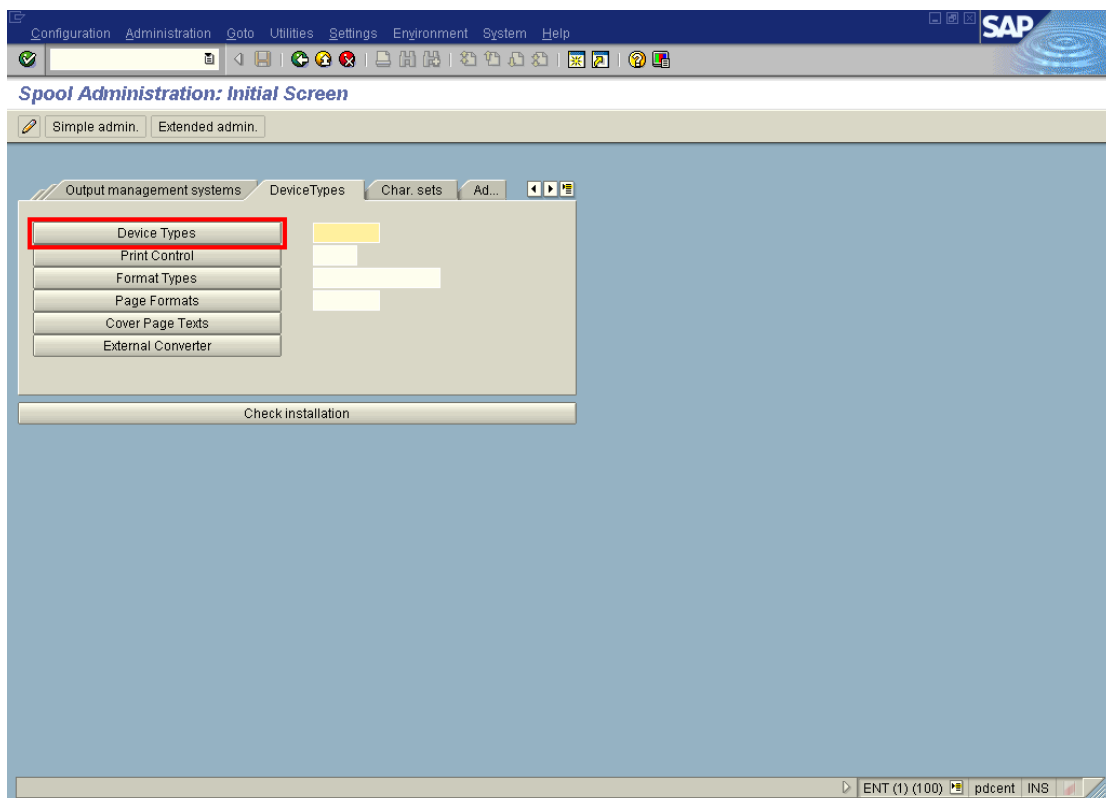 Configuration Administration Goto Utilities Settings Environment System Help
SAP
Spool Administration: Initial Screen
Simple admin. Extended admin.
Output management systems DeviceTypes Char. sets Ad...
Device Types
Print Control
Format Types
Page Formats
Cover Page Texts
External Converter
Check installation
ENT (1) (100) pdcent INS